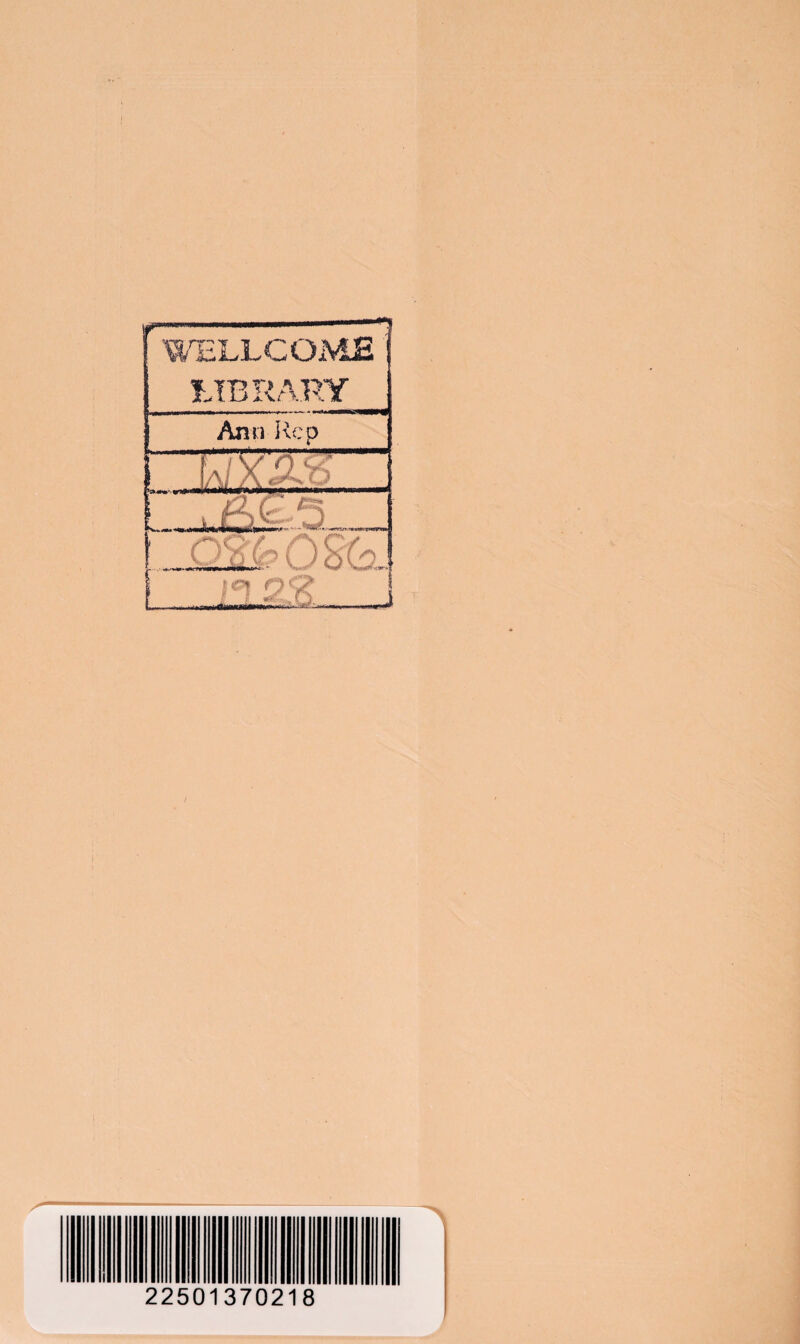 WELLCOME
LIBRARY
Ann Rep
WX28
.BE5
O86O86
1928
22501370218